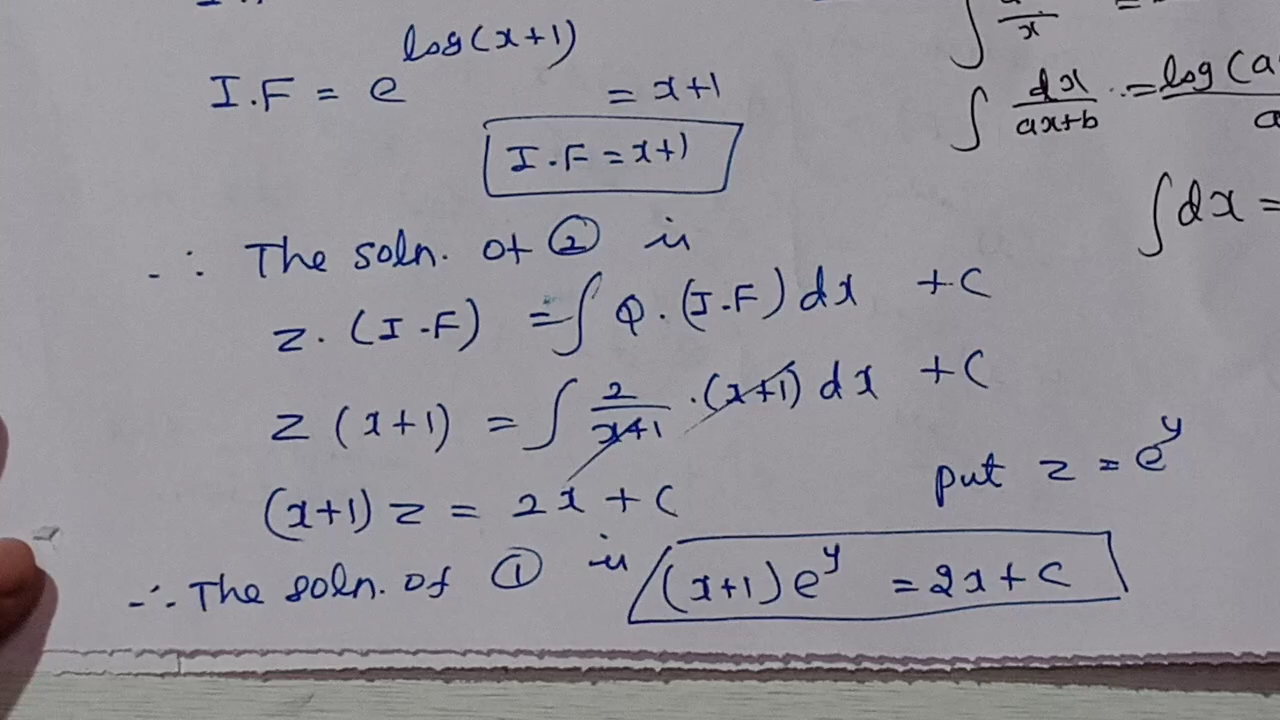 I.F = e^log(x+1) = x+1
I.F = x+1
∴ The soln. of ② is
z. (I.F) = ∫ Q. (I.F) dx + C
z (x+1) = ∫ 2/(x+1) . (x+1) dx + C
(x+1) z = 2x + C
put z = e^y
∴ The soln. of ① is (x+1) e^y = 2x + C
∫ dx/(ax+b) = log (a
a
∫ dx =